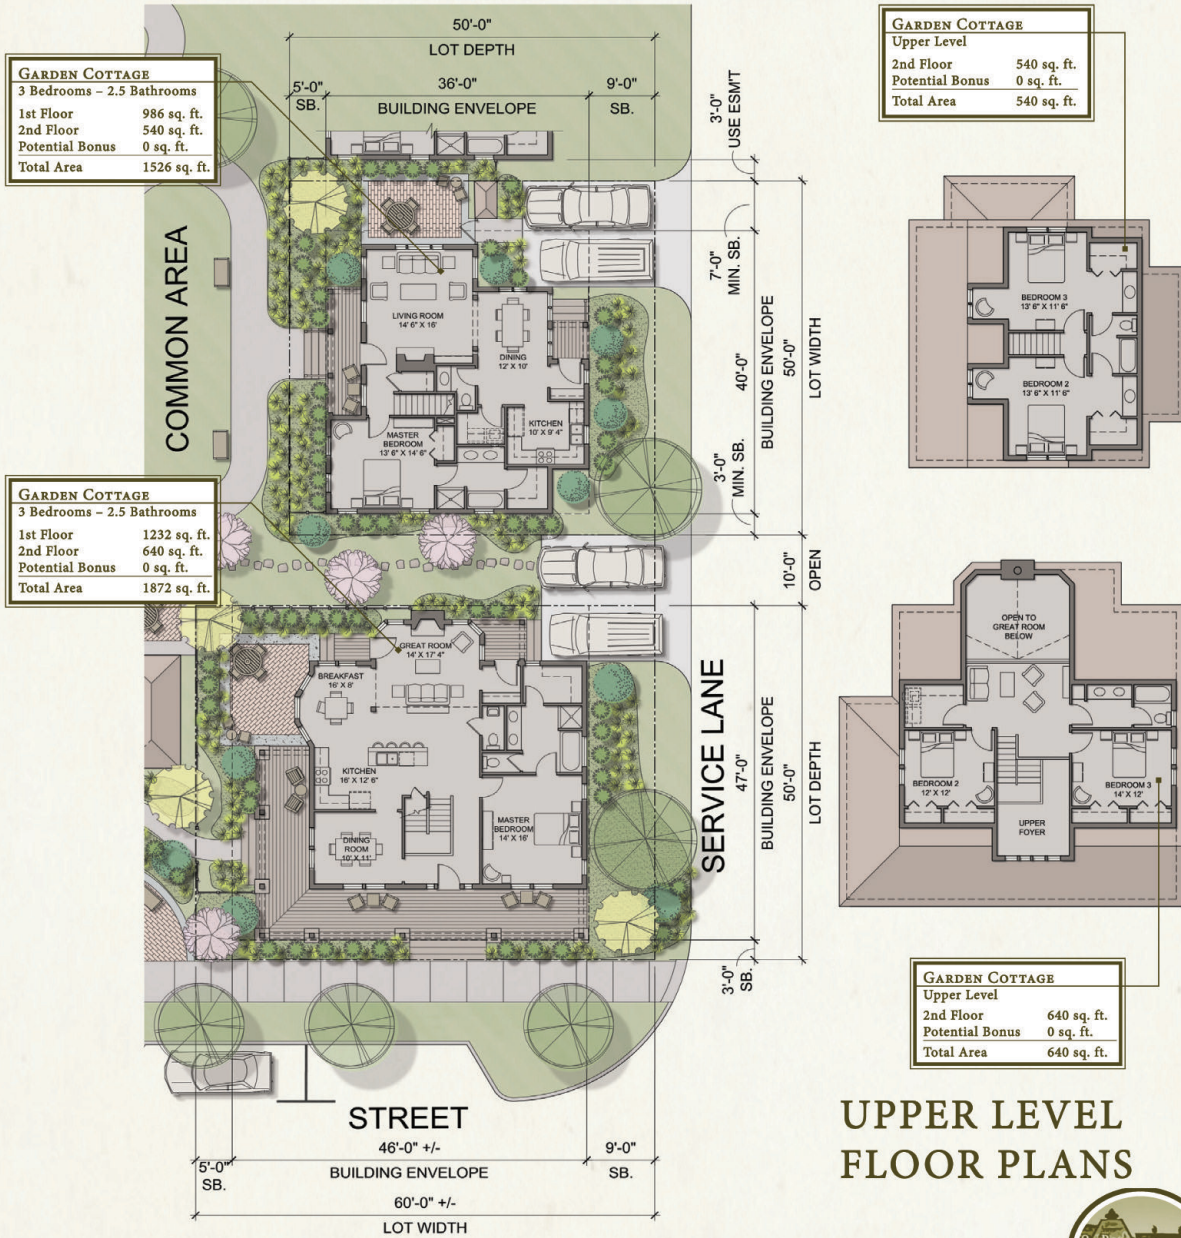 50'-0"
LOT DEPTH
5'-0"
SB.
36'-0"
BUILDING ENVELOPE
9'-0"
SB.
3'-0"
USE ESM'T
GARDEN COTTAGE
3 Bedrooms – 2.5 Bathrooms
1st Floor 986 sq. ft.
2nd Floor 540 sq. ft.
Potential Bonus 0 sq. ft.
Total Area 1526 sq. ft.
GARDEN COTTAGE
Upper Level
2nd Floor 540 sq. ft.
Potential Bonus 0 sq. ft.
Total Area 540 sq. ft.
COMMON AREA
LIVING ROOM
14' 6" X 16'
DINING
12' X 10'
KITCHEN
10' X 9' 4"
MASTER
BEDROOM
13' 6" X 14' 6"
7'-0"
MIN. SB.
40'-0"
BUILDING ENVELOPE
50'-0"
LOT WIDTH
3'-0"
MIN. SB.
10'-0"
OPEN
BEDROOM 3
13' 6" X 11' 6"
BEDROOM 2
13' 6" X 11' 6"
GARDEN COTTAGE
3 Bedrooms – 2.5 Bathrooms
1st Floor 1232 sq. ft.
2nd Floor 640 sq. ft.
Potential Bonus 0 sq. ft.
Total Area 1872 sq. ft.
GREAT ROOM
14' X 17' 4"
BREAKFAST
16' X 8'
KITCHEN
16' X 12' 6"
DINING
ROOM
10' X 11'
MASTER
BEDROOM
14' X 16'
SERVICE LANE
47'-0"
BUILDING ENVELOPE
50'-0"
LOT DEPTH
3'-0"
SB.
OPEN TO
GREAT ROOM
BELOW
BEDROOM 2
12' X 12'
BEDROOM 3
14' X 12'
UPPER
FOYER
GARDEN COTTAGE
Upper Level
2nd Floor 640 sq. ft.
Potential Bonus 0 sq. ft.
Total Area 640 sq. ft.
STREET
46'-0" +/-
BUILDING ENVELOPE
5'-0"
SB.
9'-0"
SB.
60'-0" +/-
LOT WIDTH
UPPER LEVEL
FLOOR PLANS